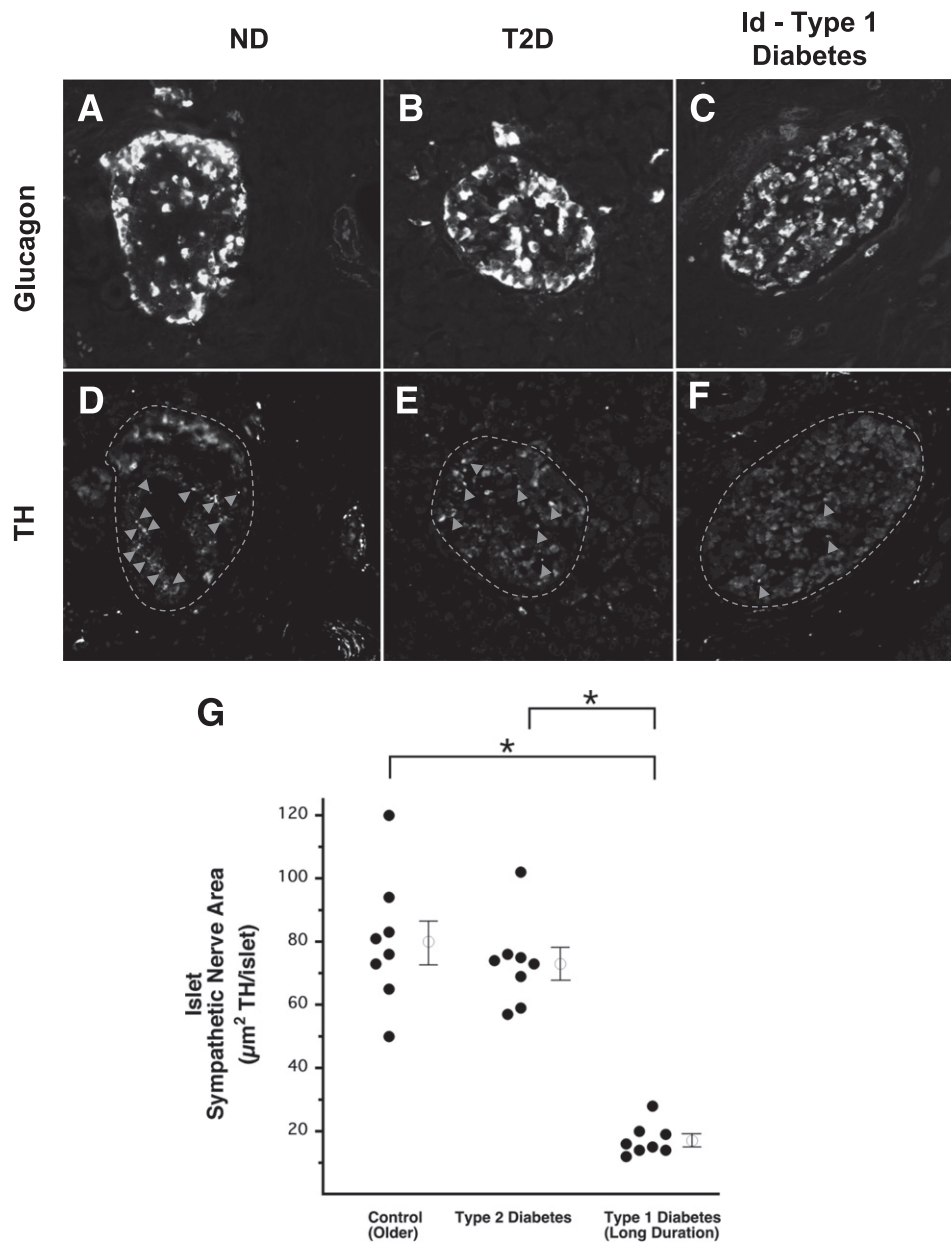 ND
T2D
ld - Type 1
Diabetes
Glucagon
A
B
C
TH
D
E
F
G
*
*
Islet
Sympathetic Nerve Area
(µm² TH/islet)
120
100
80
60
40
20
Control
(Older)
Type 2 Diabetes
Type 1 Diabetes
(Long Duration)